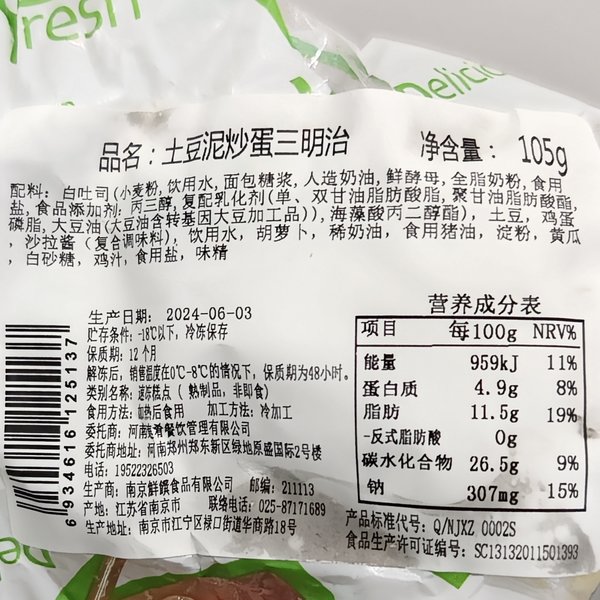 fresh
Delici
品名：土豆泥炒蛋三明治 净含量： 105g
配料：白吐司(小麦粉,饮用水,面包糖浆,人造奶油,鲜酵母,全脂奶粉,食用
盐,食品添加剂:丙三醇,复配乳化剂(单、双甘油脂肪酸脂,聚甘油脂肪酸酯,
磷脂,大豆油(大豆油含转基因大豆加工品)),海藻酸丙二醇酯),土豆,鸡蛋
,沙拉酱(复合调味料),饮用水,胡萝卜,稀奶油,食用猪油,淀粉,黄瓜
,白砂糖,鸡汁,食用盐,味精
生产日期：2024-06-03
贮存条件：-18℃以下，冷冻保存
保质期：12个月
解冻后，销售温度在0℃-8℃的情况下，保质期为48小时。
类别名称：速冻糕点（熟制品，非即食）
食用方法：加热后食用 加工方法：冷加工
委托商：河南 肴餐饮管理有限公司
委托商地址：河南郑州郑东新区绿地原盛国际2号楼
电话：19522326503
生产商：南京鲜馔食品有限公司 邮编：211113
产地：江苏省南京市 联络电话：025-87171689
生产地址：南京市江宁区禄口街道华商路18号
6 934616 125137
营养成分表
项目 每100g NRV%
能量 959kJ 11%
蛋白质 4.9g 8%
脂肪 11.5g 19%
-反式脂肪酸 0g
碳水化合物 26.5g 9%
钠 307mg 15%
产品标准代号：Q/NJXZ 0002S
食品生产许可证编号：SC13132011501393
Deli